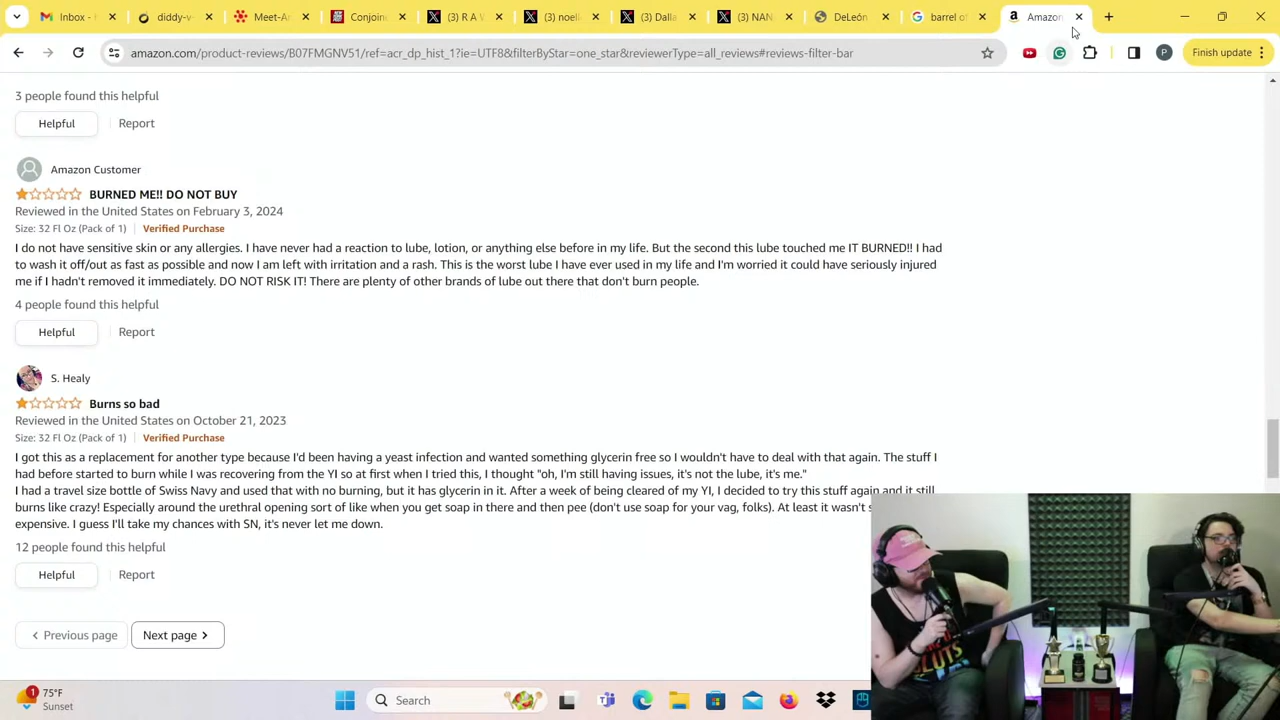 Inbox -
diddy-v
Meet-Ar
Conjoin
(3) R A W
(3) noell
(3) Dalla
(3) NAN
DeLeón
barrel of
Amazon
amazon.com/product-reviews/B07FMGNV51/ref=acr_dp_hist_1?ie=UTF8&filterByStar=one_star&reviewerType=all_reviews#reviews-filter-bar
P
Finish update
3 people found this helpful
Helpful
Report
Amazon Customer
BURNED ME!! DO NOT BUY
Reviewed in the United States on February 3, 2024
Size: 32 Fl Oz (Pack of 1) | Verified Purchase
I do not have sensitive skin or any allergies. I have never had a reaction to lube, lotion, or anything else before in my life. But the second this lube touched me IT BURNED!! I had
to wash it off/out as fast as possible and now I am left with irritation and a rash. This is the worst lube I have ever used in my life and I'm worried it could have seriously injured
me if I hadn't removed it immediately. DO NOT RISK IT! There are plenty of other brands of lube out there that don't burn people.
4 people found this helpful
Helpful
Report
S. Healy
Burns so bad
Reviewed in the United States on October 21, 2023
Size: 32 Fl Oz (Pack of 1) | Verified Purchase
I got this as a replacement for another type because I'd been having a yeast infection and wanted something glycerin free so I wouldn't have to deal with that again. The stuff I
had before started to burn while I was recovering from the YI so at first when I tried this, I thought "oh, I'm still having issues, it's not the lube, it's me."
I had a travel size bottle of Swiss Navy and used that with no burning, but it has glycerin in it. After a week of being cleared of my YI, I decided to try this stuff again and it still
burns like crazy! Especially around the urethral opening sort of like when you get soap in there and then pee (don't use soap for your vag, folks). At least it wasn't
expensive. I guess I'll take my chances with SN, it's never let me down.
12 people found this helpful
Helpful
Report
Previous page
Next page
1
75°F
Sunset
Search